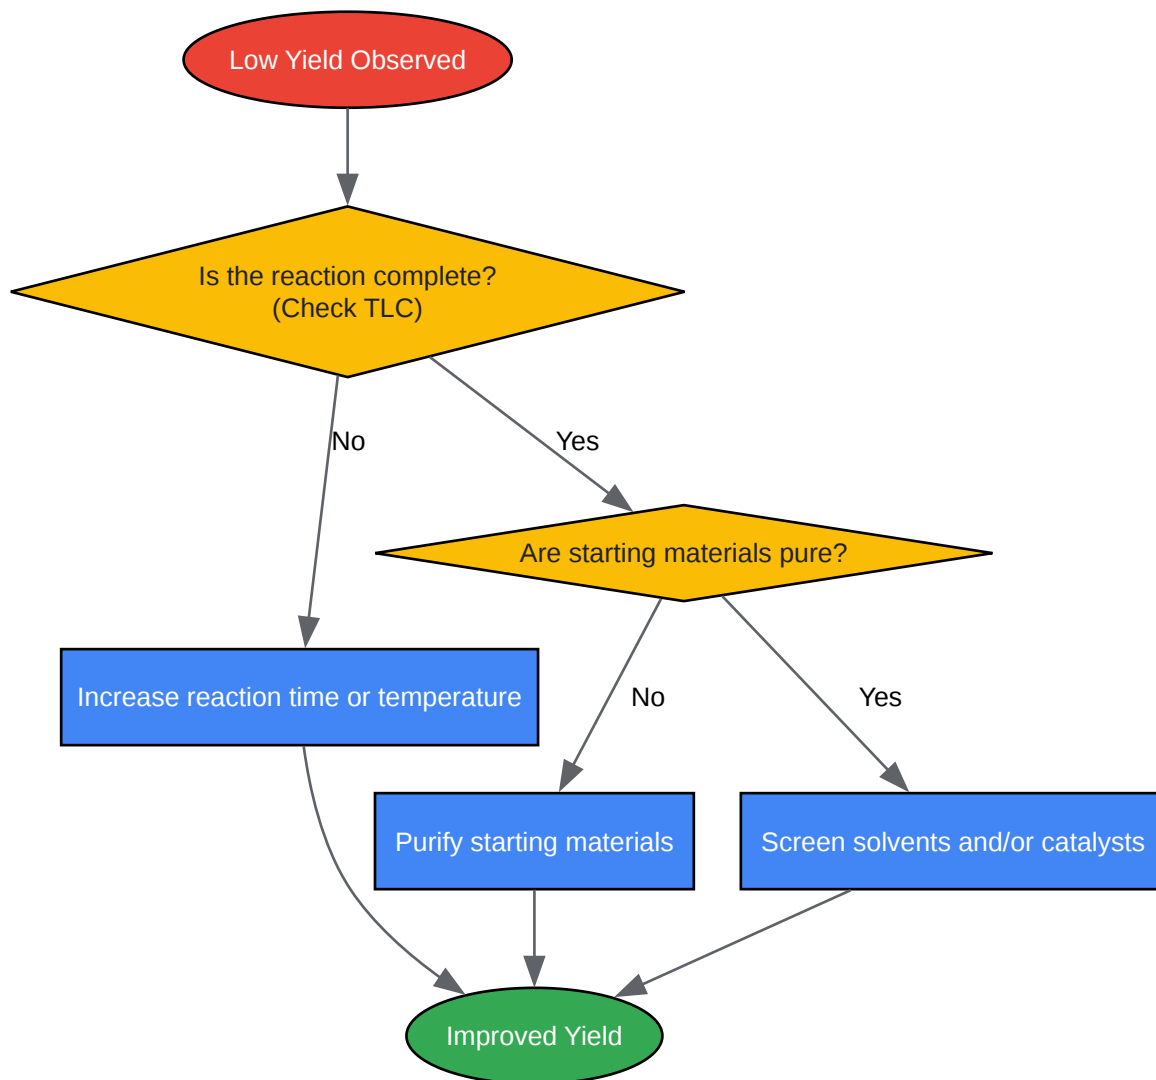 Low Yield Observed
Is the reaction complete?
(Check TLC)
No
Yes
Are starting materials pure?
Increase reaction time or temperature
No
Yes
Purify starting materials
Screen solvents and/or catalysts
Improved Yield